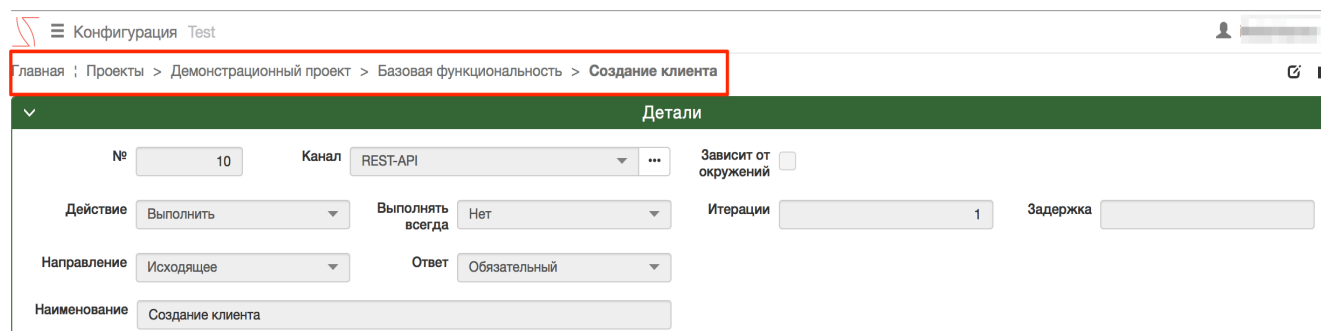 Конфигурация Test
Главная ¦ Проекты > Демонстрационный проект > Базовая функциональность > Создание клиента
Детали
№ 10 Канал REST-API ••• Зависит от окружений
Действие Выполнить Выполнять всегда Нет Итерации 1 Задержка
Направление Исходящее Ответ Обязательный
Наименование Создание клиента